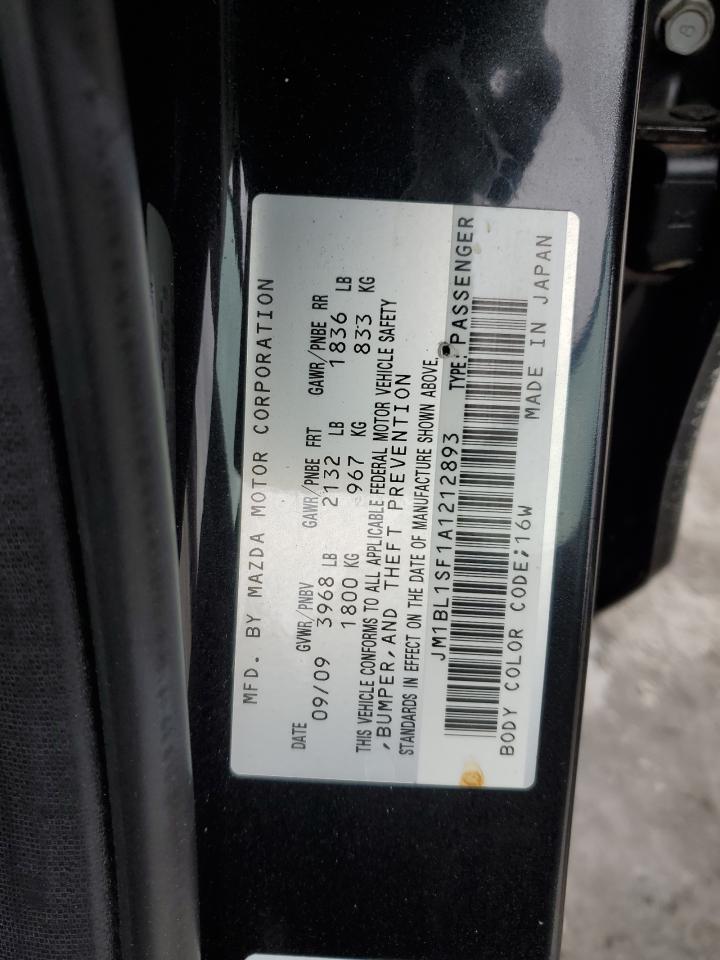 MFD. BY MAZDA MOTOR CORPORATION
DATE GVWR/PNBV GAWR/PNBE FRT GAWR/PNBE RR
09/09 3968 LB 2132 LB 1836 LB
1800 KG 967 KG 833 KG
THIS VEHICLE CONFORMS TO ALL APPLICABLE FEDERAL MOTOR VEHICLE SAFETY
,BUMPER,AND THEFT PREVENTION
STANDARDS IN EFFECT ON THE DATE OF MANUFACTURE SHOWN ABOVE.
JM1BL1SF1A1212893 TYPE: PASSENGER
BODY COLOR CODE;16W MADE IN JAPAN
8
K